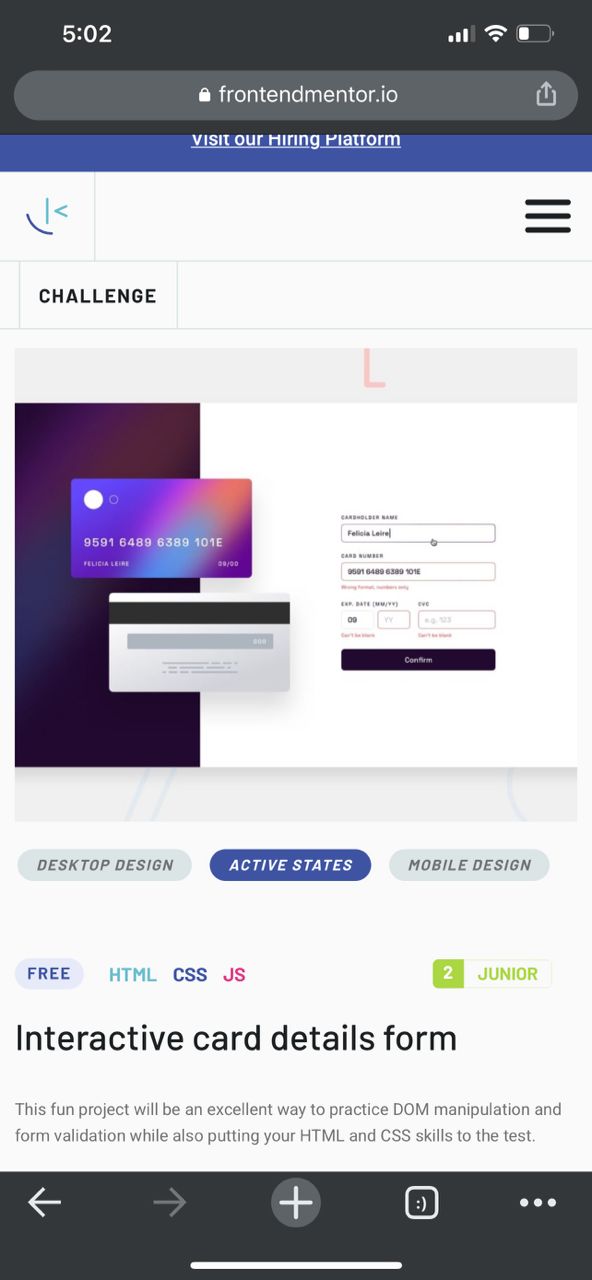 5:02
frontendmentor.io
Visit our Hiring Platform
CHALLENGE
L
9591 6489 6389 101E
FELICIA LEIRE 09/00
000
CARDHOLDER NAME
Felicia Leire
CARD NUMBER
9591 6489 6389 101E
Wrong format, numbers only
EXP. DATE (MM/YY) CVC
09 YY e.g. 123
Can't be blank Can't be blank
Confirm
DESKTOP DESIGN ACTIVE STATES MOBILE DESIGN
FREE HTML CSS JS 2 JUNIOR
Interactive card details form
This fun project will be an excellent way to practice DOM manipulation and
form validation while also putting your HTML and CSS skills to the test.
:)